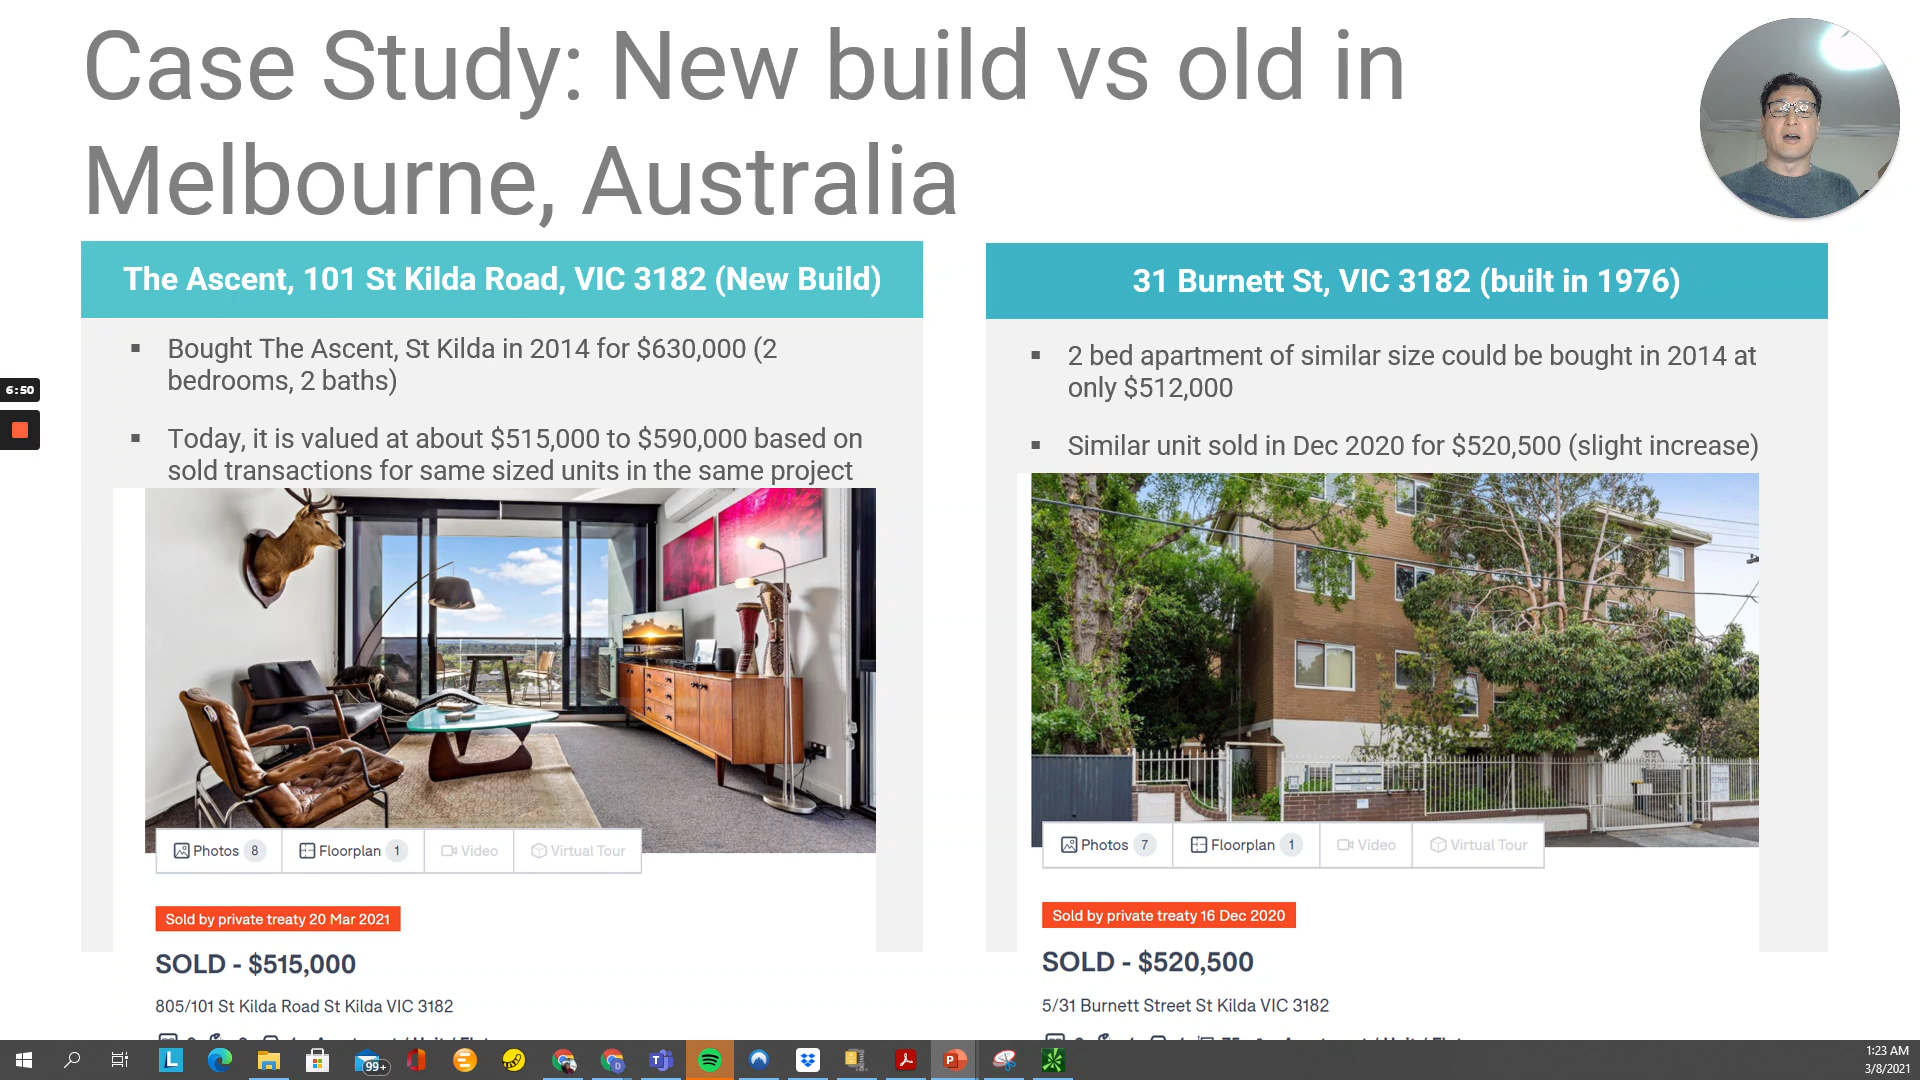 Case Study: New build vs old in
Melbourne, Australia
The Ascent, 101 St Kilda Road, VIC 3182 (New Build)
▪ Bought The Ascent, St Kilda in 2014 for $630,000 (2
bedrooms, 2 baths)
▪ Today, it is valued at about $515,000 to $590,000 based on
sold transactions for same sized units in the same project
Photos 8 Floorplan 1 Video Virtual Tour
Sold by private treaty 20 Mar 2021
SOLD - $515,000
805/101 St Kilda Road St Kilda VIC 3182
31 Burnett St, VIC 3182 (built in 1976)
▪ 2 bed apartment of similar size could be bought in 2014 at
only $512,000
▪ Similar unit sold in Dec 2020 for $520,500 (slight increase)
Photos 7 Floorplan 1 Video Virtual Tour
Sold by private treaty 16 Dec 2020
SOLD - $520,500
5/31 Burnett Street St Kilda VIC 3182
6:50
99+
1:23 AM
3/8/2021